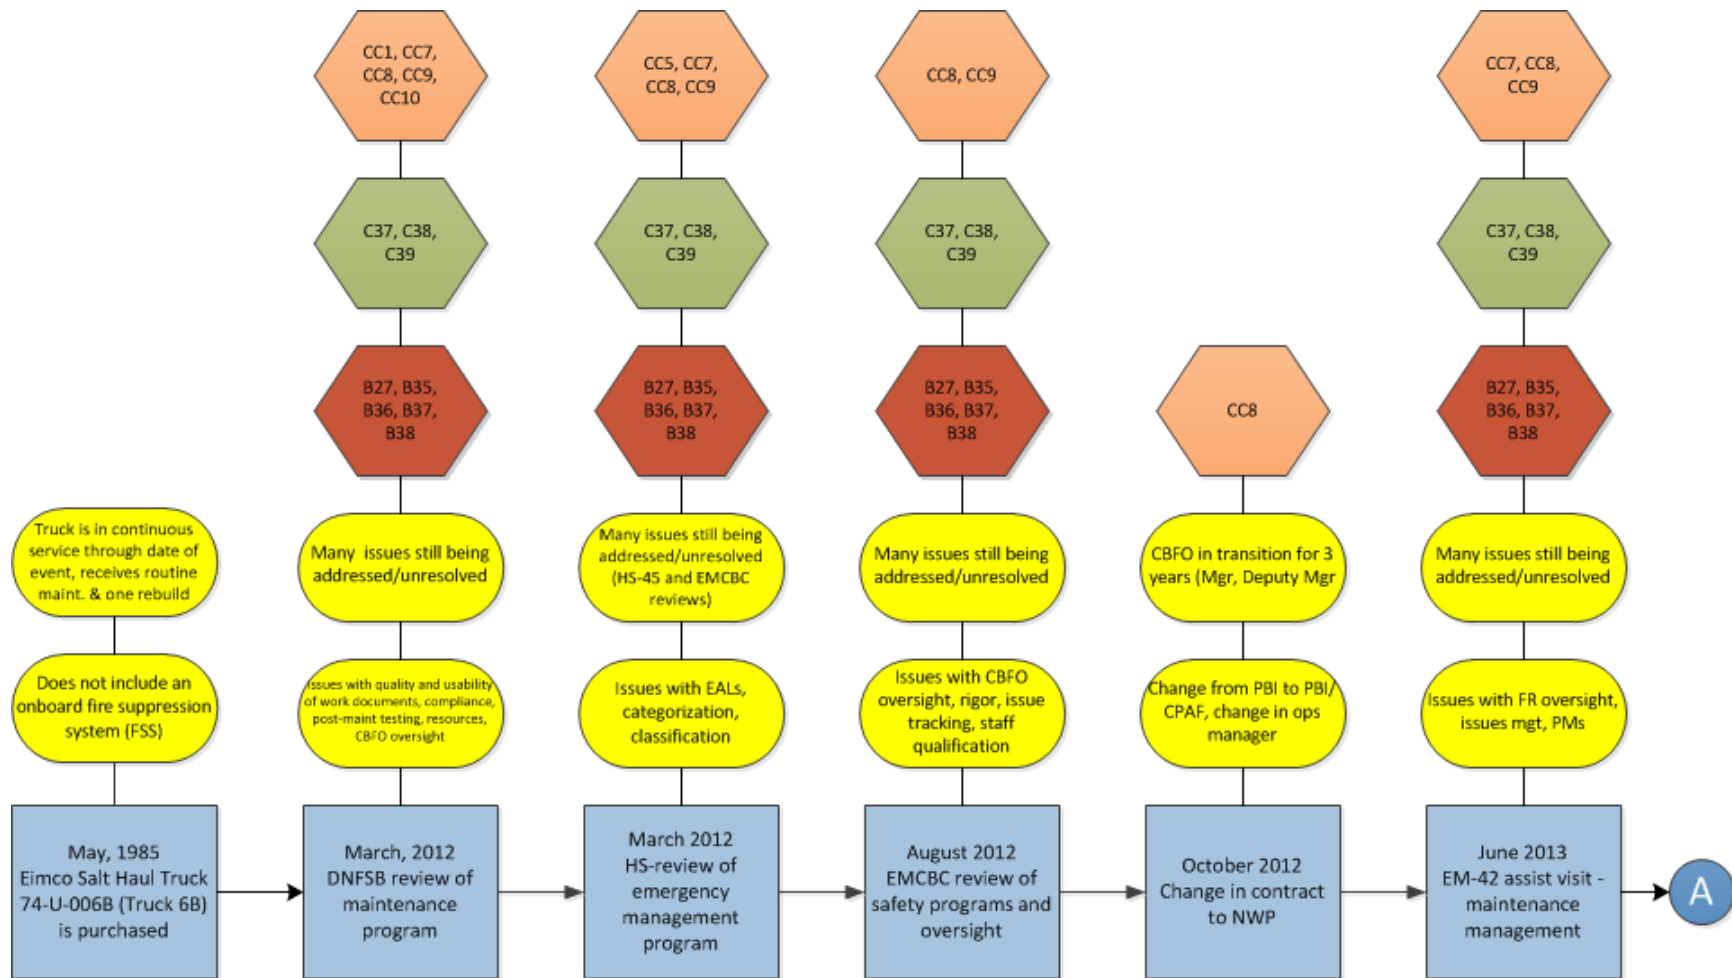 CC1, CC7,
CC8, CC9,
CC10
CC5, CC7,
CC8, CC9
CC8, CC9
CC7, CC8,
CC9
C37, C38,
C39
C37, C38,
C39
C37, C38,
C39
C37, C38,
C39
B27, B35,
B36, B37,
B38
B27, B35,
B36, B37,
B38
B27, B35,
B36, B37,
B38
CC8
B27, B35,
B36, B37,
B38
Truck is in continuous
service through date of
event, receives routine
maint. & one rebuild
Many issues still being
addressed/unresolved
Many issues still being
addressed/unresolved
(HS-45 and EMCBC
reviews)
Many issues still being
addressed/unresolved
CBFO in transition for 3
years (Mgr, Deputy Mgr
Many issues still being
addressed/unresolved
Does not include an
onboard fire suppression
system (FSS)
Issues with quality and usability
of work documents, compliance,
post-maint testing, resources,
CBFO oversight
Issues with EALs,
categorization,
classification
Issues with CBFO
oversight, rigor, issue
tracking, staff
qualification
Change from PBI to PBI/
CPAF, change in ops
manager
Issues with FR oversight,
issues mgt, PMs
May, 1985
Eimco Salt Haul Truck
74-U-006B (Truck 6B)
is purchased
March, 2012
DNFSB review of
maintenance
program
March 2012
HS-review of
emergency
management
program
August 2012
EMCBC review of
safety programs and
oversight
October 2012
Change in contract
to NWP
June 2013
EM-42 assist visit -
maintenance
management
A